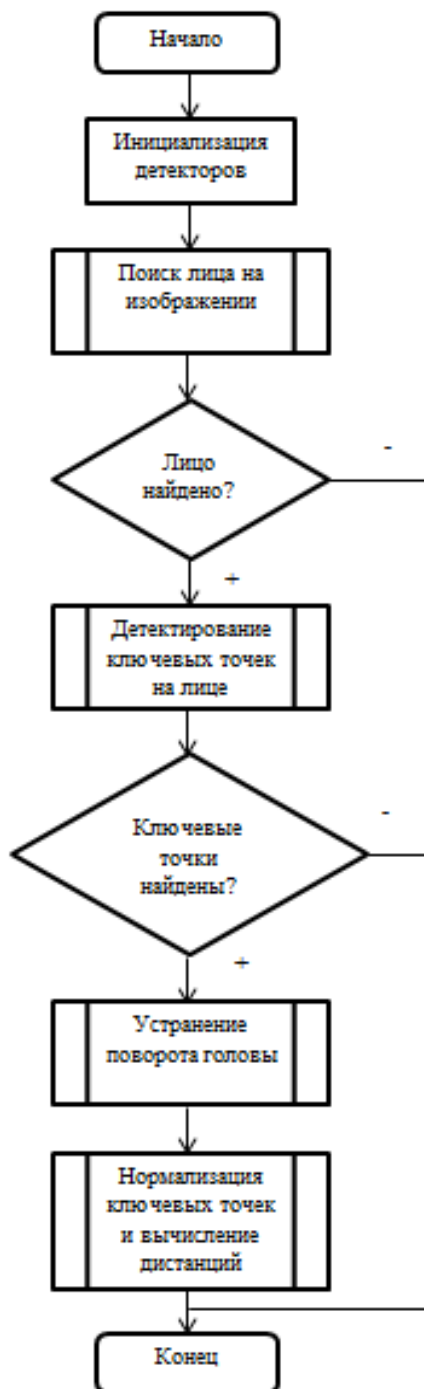 Начало
Инициализация
детекторов
Поиск лица на
изображении
Лицо
найдено?
-
+
Детектирование
ключевых точек
на лице
Ключевые
точки
найдены?
-
+
Устранение
поворота головы
Нормализация
ключевых точек
и вычисление
дистанций
Конец